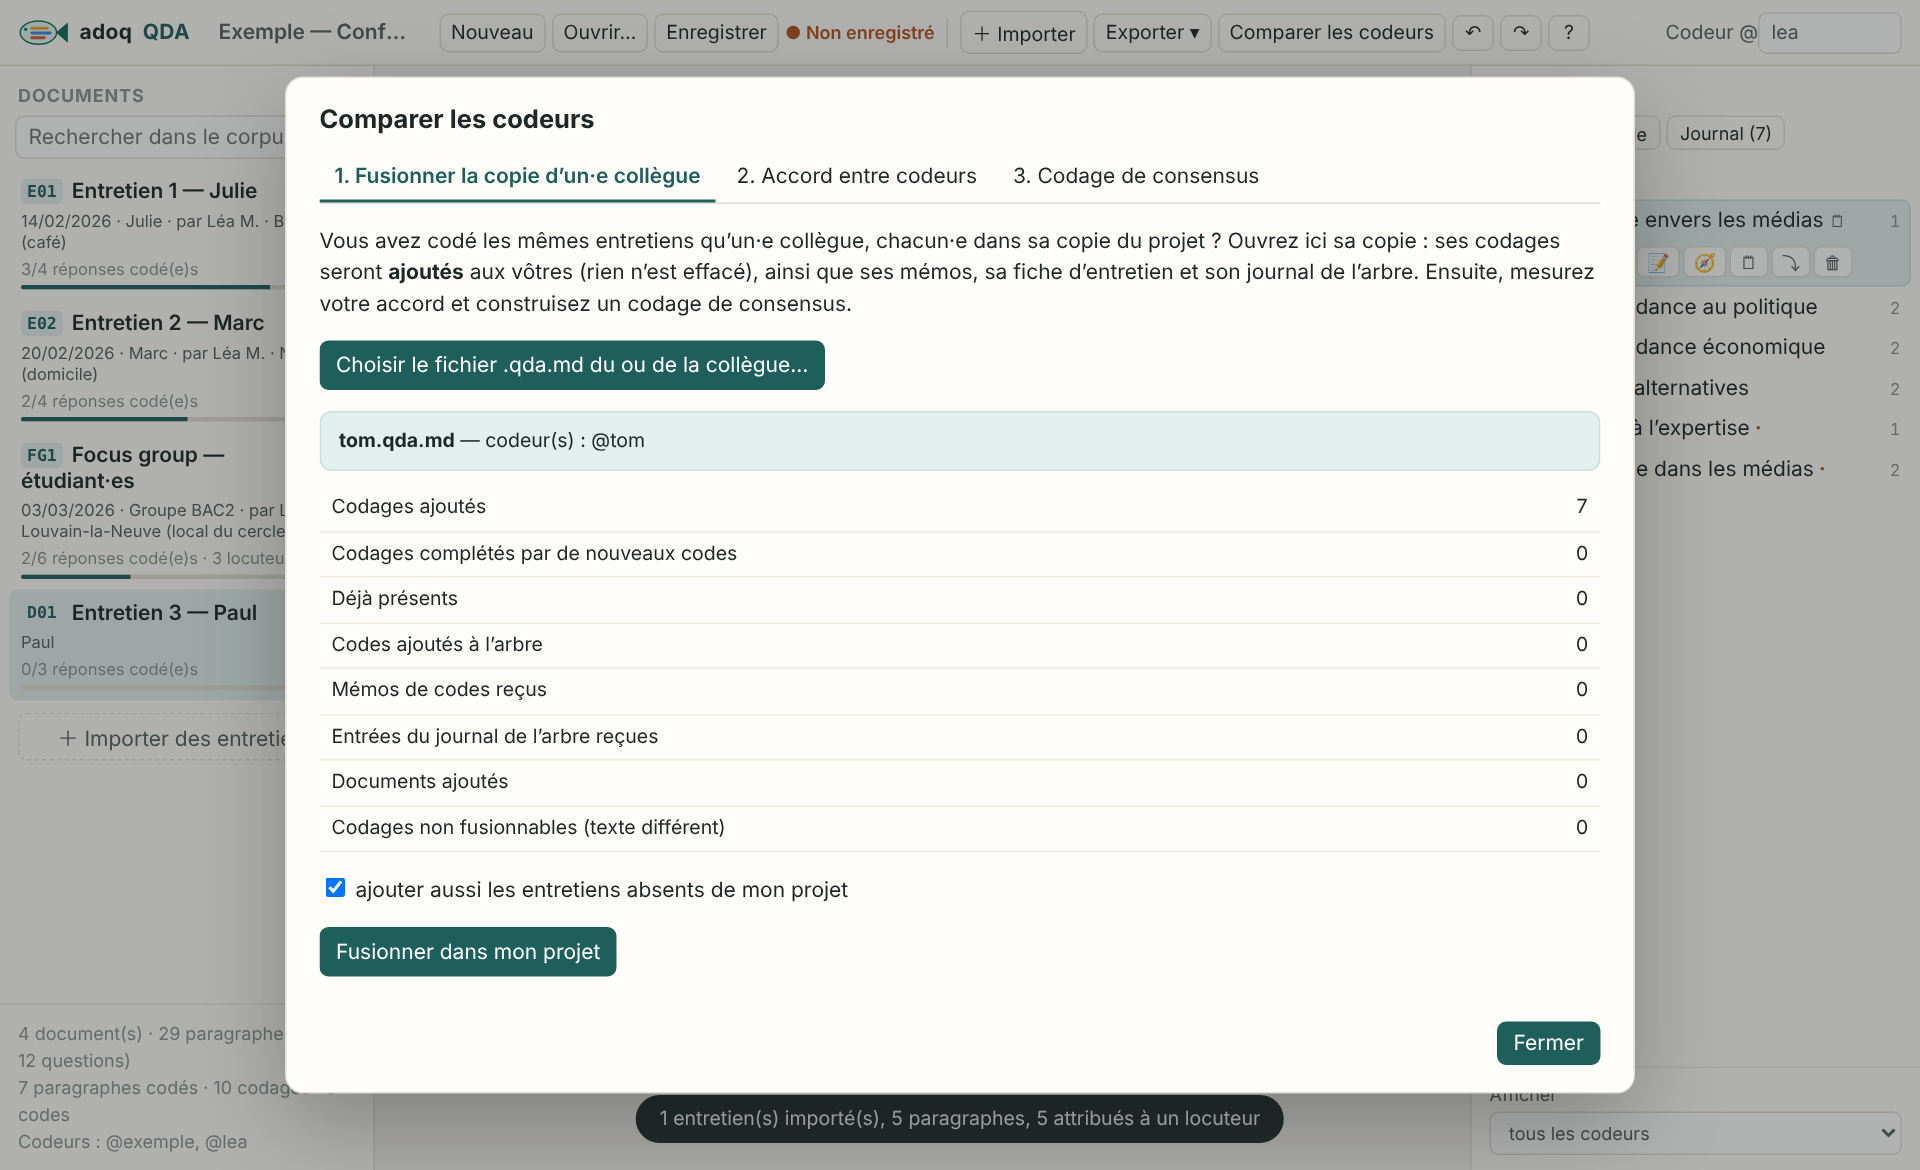 adoq QDA
Exemple — Conf…
Nouveau
Ouvrir…
Enregistrer
Non enregistré
+ Importer
Exporter ▾
Comparer les codeurs
↶
↷
?
Codeur @ lea
DOCUMENTS
Rechercher dans le corpu
E01 Entretien 1 — Julie
14/02/2026 · Julie · par Léa M. · B
(café)
3/4 réponses codé(e)s
E02 Entretien 2 — Marc
20/02/2026 · Marc · par Léa M. · N
(domicile)
2/4 réponses codé(e)s
FG1 Focus group —
étudiant·es
03/03/2026 · Groupe BAC2 · par L
Louvain-la-Neuve (local du cercle
2/6 réponses codé(e)s · 3 locuteu
D01 Entretien 3 — Paul
Paul
0/3 réponses codé(e)s
+ Importer des entretie
4 document(s) · 29 paragraphe
12 questions)
7 paragraphes codés · 10 codag
codes
Codeurs : @exemple, @lea
Comparer les codeurs
1. Fusionner la copie d’un·e collègue
2. Accord entre codeurs
3. Codage de consensus
Vous avez codé les mêmes entretiens qu’un·e collègue, chacun·e dans sa copie du projet ? Ouvrez ici sa copie : ses codages
seront ajoutés aux vôtres (rien n’est effacé), ainsi que ses mémos, sa fiche d’entretien et son journal de l’arbre. Ensuite, mesurez
votre accord et construisez un codage de consensus.
Choisir le fichier .qda.md du ou de la collègue…
tom.qda.md — codeur(s) : @tom
Codages ajoutés 7
Codages complétés par de nouveaux codes 0
Déjà présents 0
Codes ajoutés à l’arbre 0
Mémos de codes reçus 0
Entrées du journal de l’arbre reçues 0
Documents ajoutés 0
Codages non fusionnables (texte différent) 0
ajouter aussi les entretiens absents de mon projet
Fusionner dans mon projet
Fermer
1 entretien(s) importé(s), 5 paragraphes, 5 attribués à un locuteur
e
Journal (7)
e envers les médias 1
dance au politique 2
dance économique 2
alternatives 2
à l’expertise · 1
e dans les médias · 2
Afficher
tous les codeurs